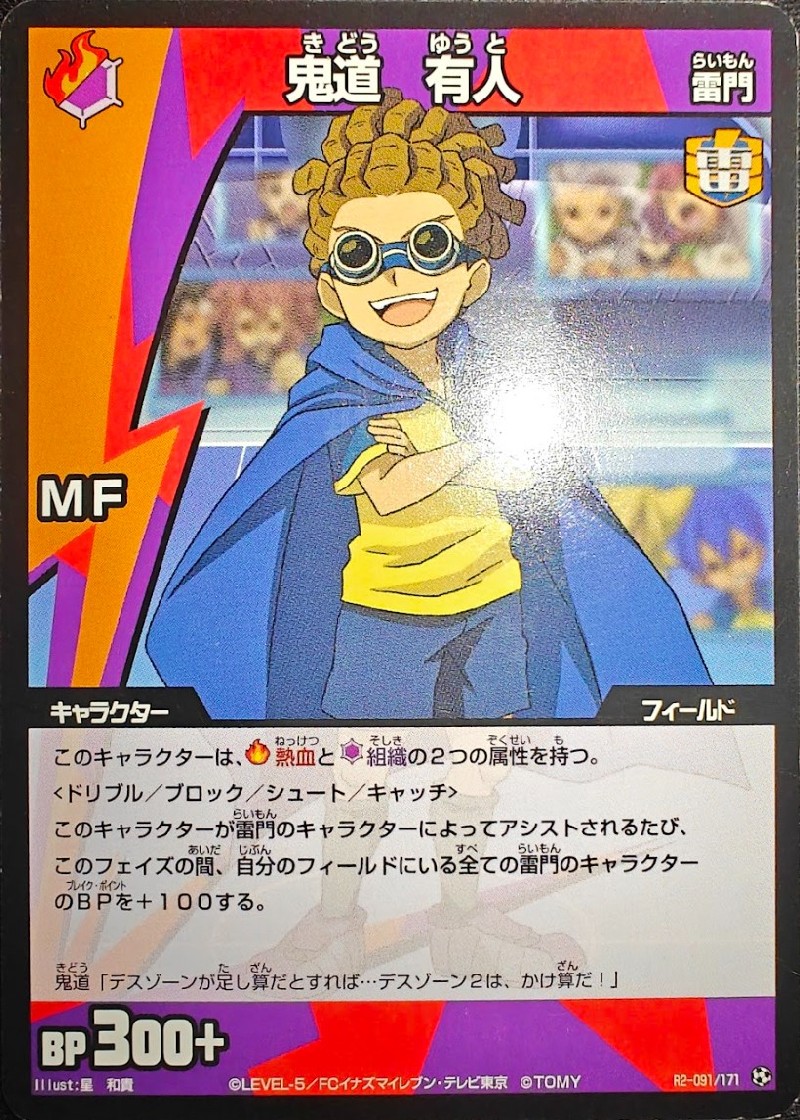 鬼道 有人
きどう ゆうと
雷門
らいもん
雷
MF
キャラクター
フィールド
このキャラクターは、熱血と組織の2つの属性を持つ。
ねっけつ そしき ぞくせい も
<ドリブル／ブロック／シュート／キャッチ>
このキャラクターが雷門のキャラクターによってアシストされるたび、
らいもん
このフェイズの間、自分のフィールドにいる全ての雷門のキャラクター
あいだ じぶん すべ らいもん
のBPを＋100する。
ブレイク・ポイント
鬼道「デスゾーンが足し算だとすれば…デスゾーン2は、かけ算だ！」
きどう た ざん ざん
BP 300+
Illust:星 和貴
©LEVEL-5／FCイナズマイレブン・テレビ東京 ©TOMY
R2-091/171